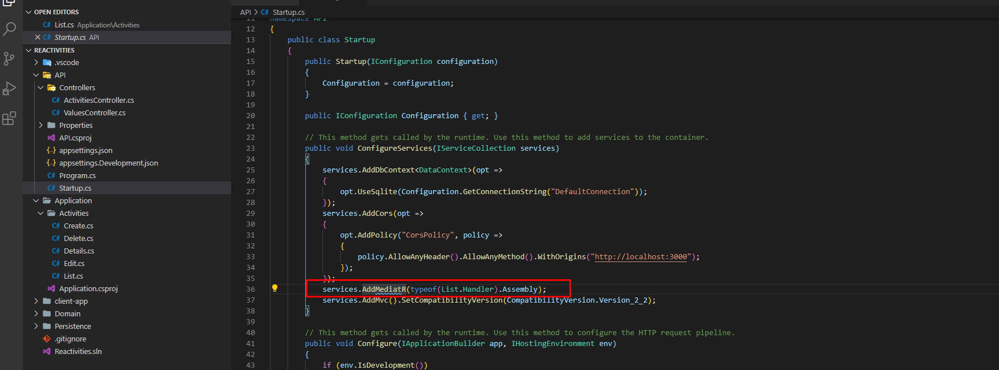 OPEN EDITORS
C# List.cs Application\Activities
C# Startup.cs API
REACTIVITIES
.vscode
API
Controllers
C# ActivitiesController.cs
C# ValuesController.cs
Properties
API.csproj
{..} appsettings.json
{..} appsettings.Development.json
C# Program.cs
C# Startup.cs
Application
Activities
C# Create.cs
C# Delete.cs
C# Details.cs
C# Edit.cs
C# List.cs
Application.csproj
client-app
Domain
Persistence
.gitignore
Reactivities.sln
API > C# Startup.cs
11 namespace API
12 {
13 public class Startup
14 {
15 public Startup(IConfiguration configuration)
16 {
17 Configuration = configuration;
18 }
19
20 public IConfiguration Configuration { get; }
21
22 // This method gets called by the runtime. Use this method to add services to the container.
23 public void ConfigureServices(IServiceCollection services)
24 {
25 services.AddDbContext<DataContext>(opt =>
26 {
27 opt.UseSqlite(Configuration.GetConnectionString("DefaultConnection"));
28 });
29 services.AddCors(opt =>
30 {
31 opt.AddPolicy("CorsPolicy", policy =>
32 {
33 policy.AllowAnyHeader().AllowAnyMethod().WithOrigins("http://localhost:3000");
34 });
35 });
36 services.AddMediatR(typeof(List.Handler).Assembly);
37 services.AddMvc().SetCompatibilityVersion(CompatibilityVersion.Version_2_2);
38 }
39
40 // This method gets called by the runtime. Use this method to configure the HTTP request pipeline.
41 public void Configure(IApplicationBuilder app, IHostingEnvironment env)
42 {
43 if (env.IsDevelopment())